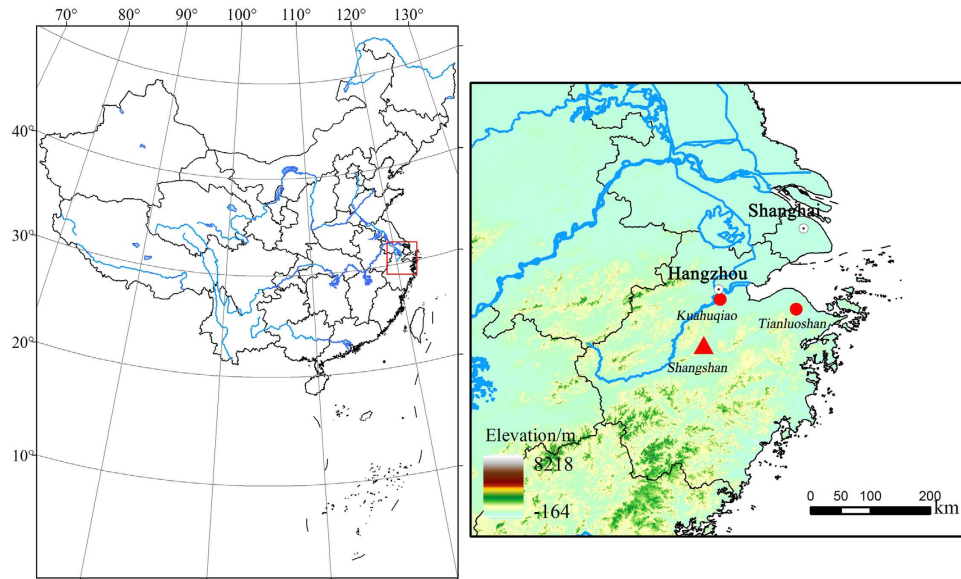 70° 80° 90° 100° 110° 120° 130°
40°
30°
20°
10°
Shanghai
Hangzhou
Kuahuqiao
Tianluoshan
Shangshan
Elevation/m
8218
-164
0 50 100 200
km